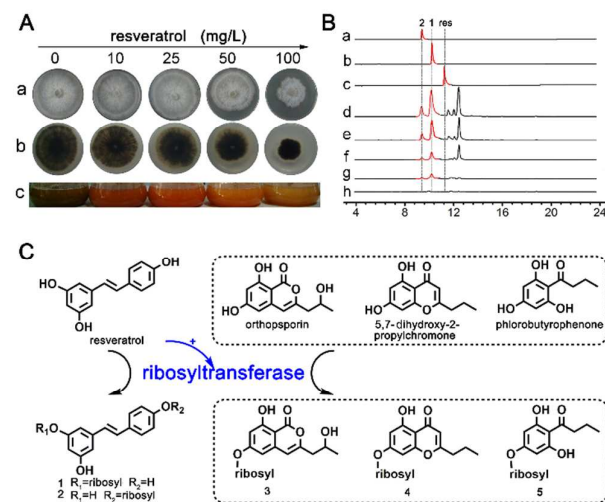 A
resveratrol (mg/L)
0 10 25 50 100
a
b
c
B
2 1 res
a
b
c
d
e
f
g
h
4 8 12 16 20 24
C
OH
HO
OH
resveratrol
OH O
O
OH
HO
orthopsporin
OH O
HO
O
5,7-dihydroxy-2-
propylchromone
OH O
HO
OH
phlorobutyrophenone
+
ribosyltransferase
OR2
R1O
OH
1 R1=ribosyl R2=H
2 R1=H R2=ribosyl
OH O
O
OH
O
ribosyl
3
OH O
O
O
ribosyl
4
OH O
O
OH
ribosyl
5